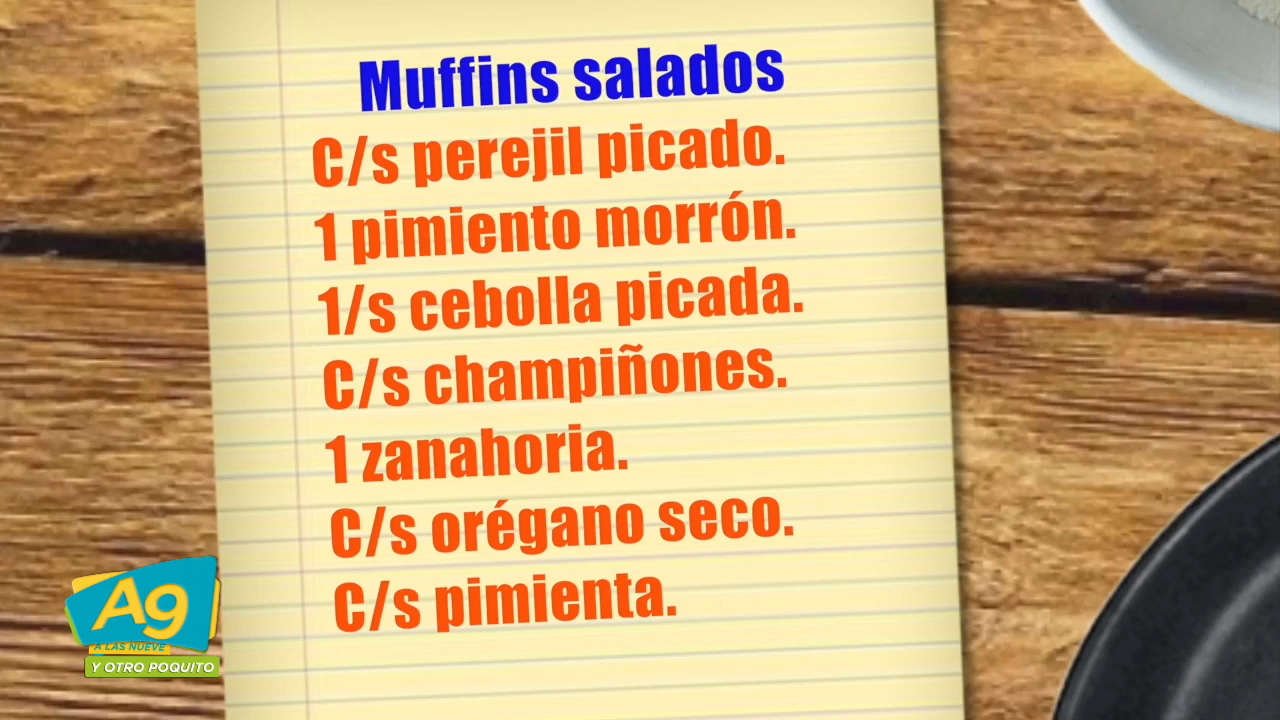 Muffins salados
C/s perejil picado.
1 pimiento morrón.
1/s cebolla picada.
C/s champiñones.
1 zanahoria.
C/s orégano seco.
C/s pimienta.
A9
A LAS NUEVE
Y OTRO POQUITO